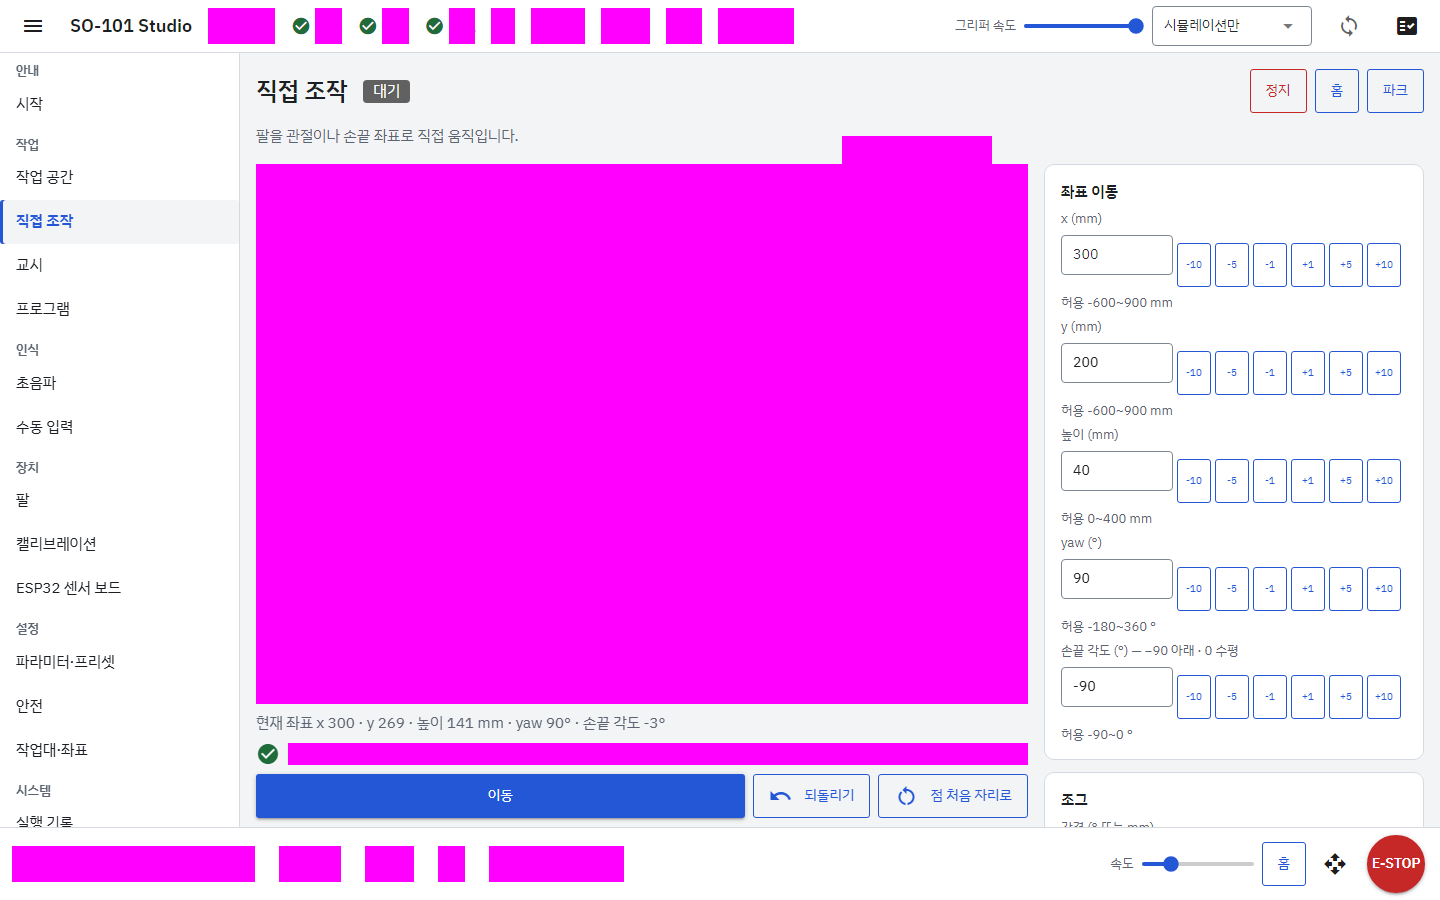 SO-101 Studio
그리퍼 속도
시뮬레이션만
안내
시작
작업
작업 공간
직접 조작
교시
프로그램
인식
초음파
수동 입력
장치
팔
캘리브레이션
ESP32 센서 보드
설정
파라미터·프리셋
안전
작업대·좌표
시스템
실행 기록
직접 조작
대기
정지
홈
파크
팔을 관절이나 손끝 좌표로 직접 움직입니다.
현재 좌표 x 300 · y 269 · 높이 141 mm · yaw 90° · 손끝 각도 -3°
이동
되돌리기
점 처음 자리로
좌표 이동
x (mm)
300 -10 -5 -1 +1 +5 +10
허용 -600~900 mm
y (mm)
200 -10 -5 -1 +1 +5 +10
허용 -600~900 mm
높이 (mm)
40 -10 -5 -1 +1 +5 +10
허용 0~400 mm
yaw (°)
90 -10 -5 -1 +1 +5 +10
허용 -180~360 °
손끝 각도 (°) — −90 아래 · 0 수평
-90 -10 -5 -1 +1 +5 +10
허용 -90~0 °
조그
간격 (° 또는 mm)
속도
홈
E-STOP